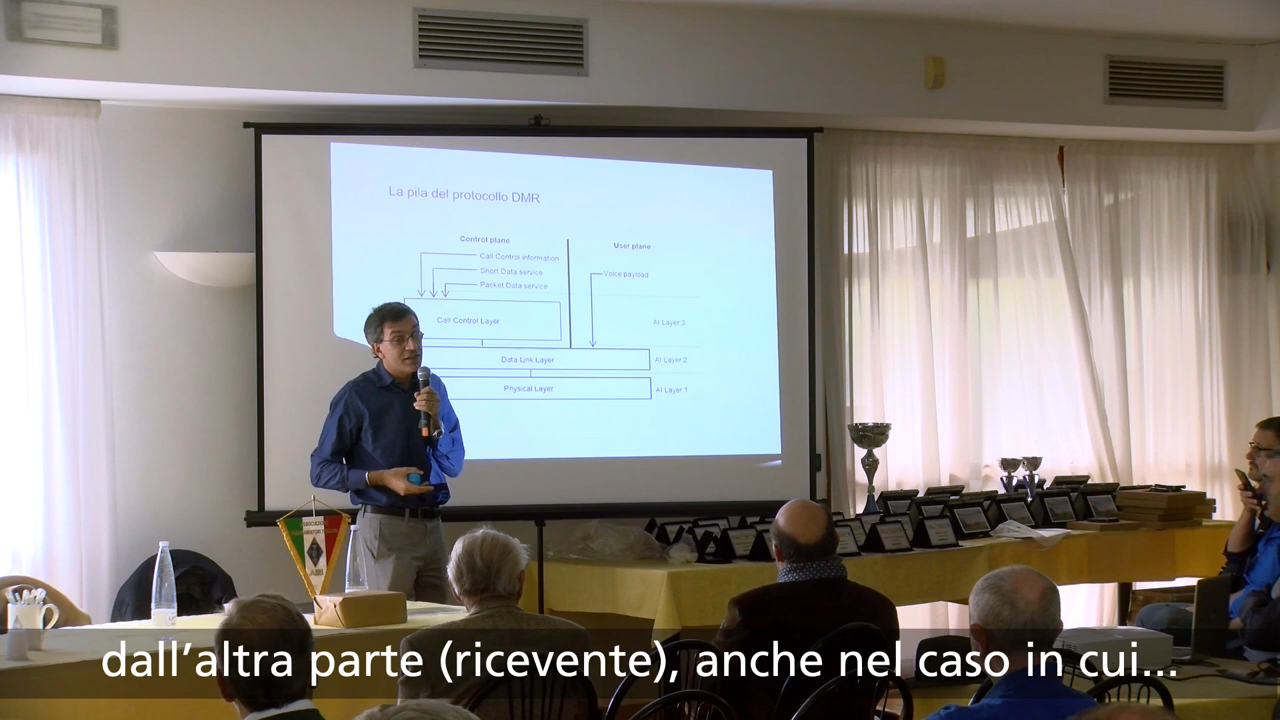 La pila del protocollo DMR
Control plane
User plane
Call Control information
Short Data service
Voice payload
Packet Data service
Call Control Layer
AI Layer 3
Data Link Layer
AI Layer 2
Physical Layer
AI Layer 1
dall'altra parte (ricevente), anche nel caso in cui...